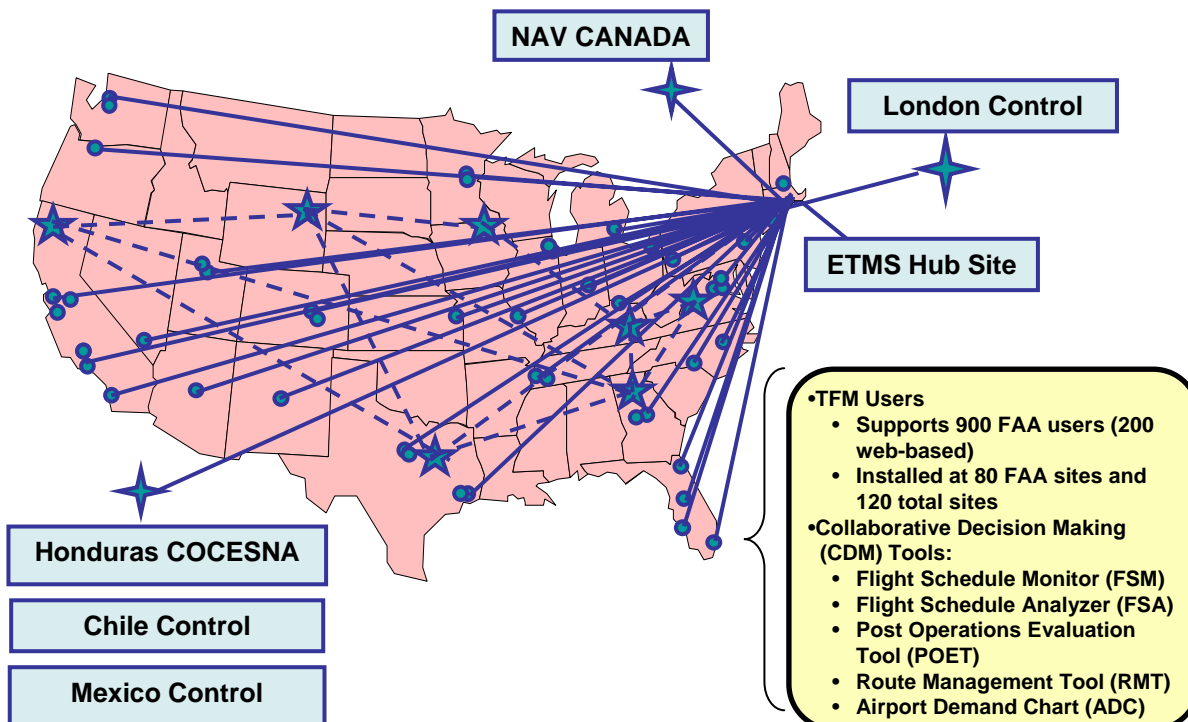 NAV CANADA
London Control
ETMS Hub Site
Honduras COCESNA
Chile Control
Mexico Control
•TFM Users
• Supports 900 FAA users (200
web-based)
• Installed at 80 FAA sites and
120 total sites
•Collaborative Decision Making
(CDM) Tools:
• Flight Schedule Monitor (FSM)
• Flight Schedule Analyzer (FSA)
• Post Operations Evaluation
Tool (POET)
• Route Management Tool (RMT)
• Airport Demand Chart (ADC)